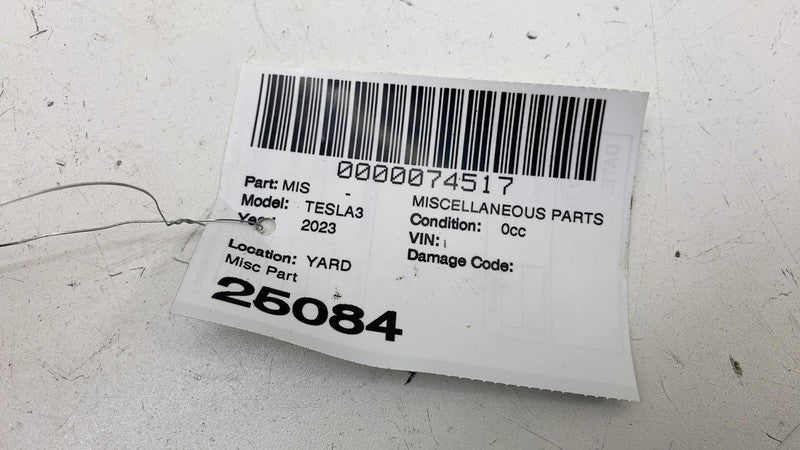 0000074517
Part: MIS - MISCELLANEOUS PARTS
Model: TESLA3 Condition: 0cc
Year: 2023 VIN:
Location: YARD Damage Code:
Misc Part
25084